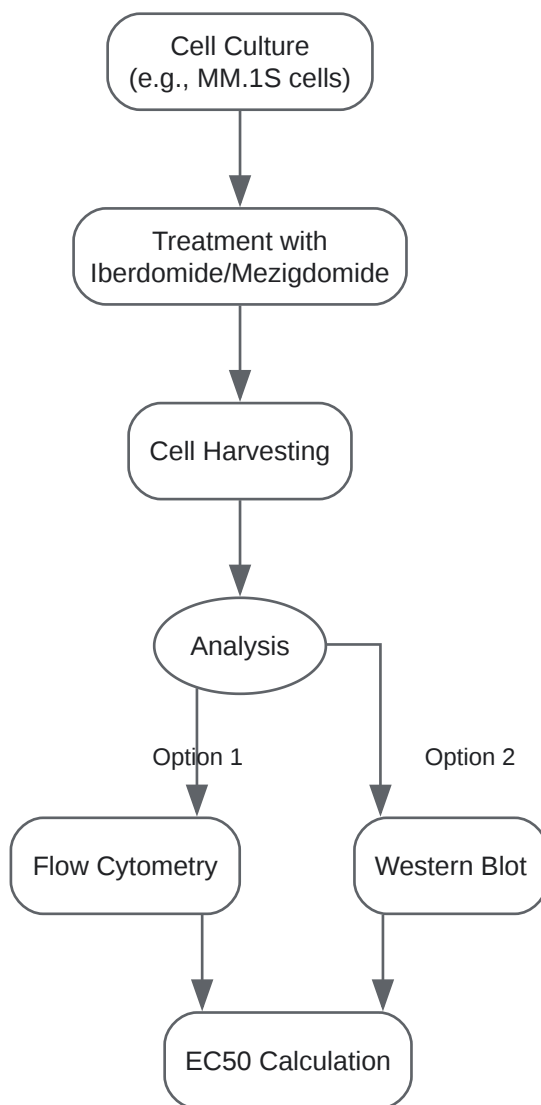 Cell Culture
(e.g., MM.1S cells)
Treatment with
Iberdomide/Mezigdomide
Cell Harvesting
Analysis
Option 1
Option 2
Flow Cytometry
Western Blot
EC50 Calculation